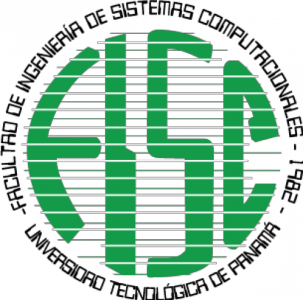 FACULTAD DE INGENIERÍA DE SISTEMAS COMPUTACIONALES - 1982 -
UNIVERSIDAD TECNOLÓGICA DE PANAMÁ
FISC